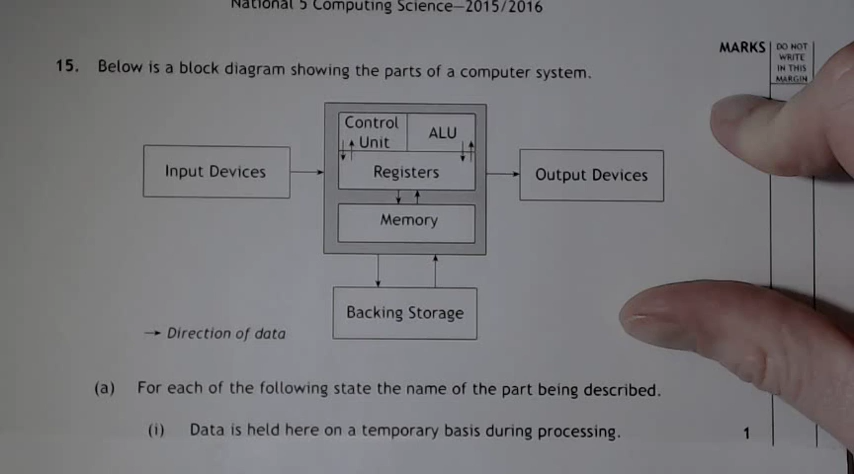 National 5 Computing Science—2015/2016
MARKS
DO NOT
WRITE
IN THIS
MARGIN
15. Below is a block diagram showing the parts of a computer system.
Control
Unit
ALU
Input Devices
Registers
Output Devices
Memory
Backing Storage
→ Direction of data
(a) For each of the following state the name of the part being described.
(i) Data is held here on a temporary basis during processing. 1